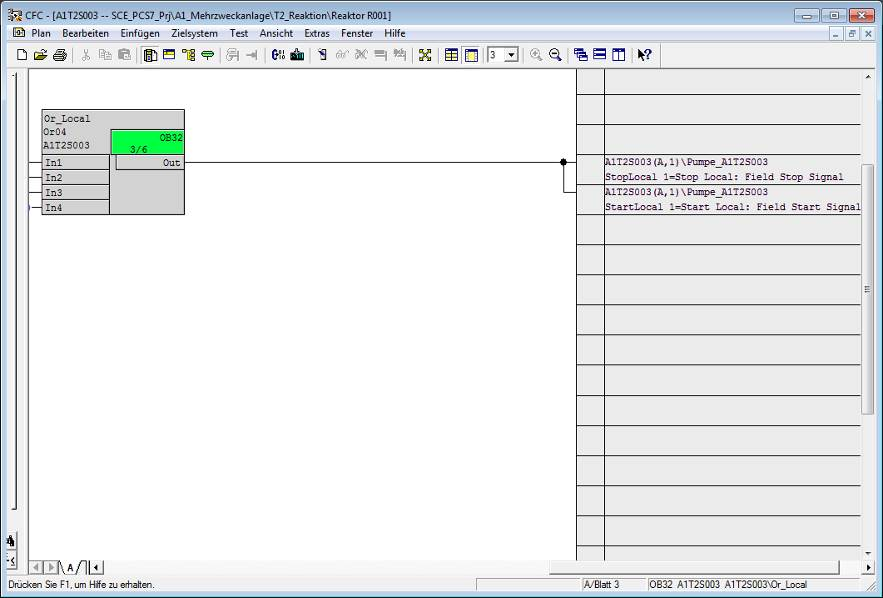 CFC - [A1T2S003 -- SCE_PCS7_Prj\A1_Mehrzweckanlage\T2_Reaktion\Reaktor R001]
Plan Bearbeiten Einfügen Zielsystem Test Ansicht Extras Fenster Hilfe
3
Or_Local
Or04
A1T2S003
OB32
3/6
In1
Out
In2
In3
In4
A1T2S003(A,1)\Pumpe_A1T2S003
StopLocal 1=Stop Local: Field Stop Signal
A1T2S003(A,1)\Pumpe_A1T2S003
StartLocal 1=Start Local: Field Start Signal
A
Drücken Sie F1, um Hilfe zu erhalten.
A/Blatt 3
OB32 A1T2S003 A1T2S003\Or_Local